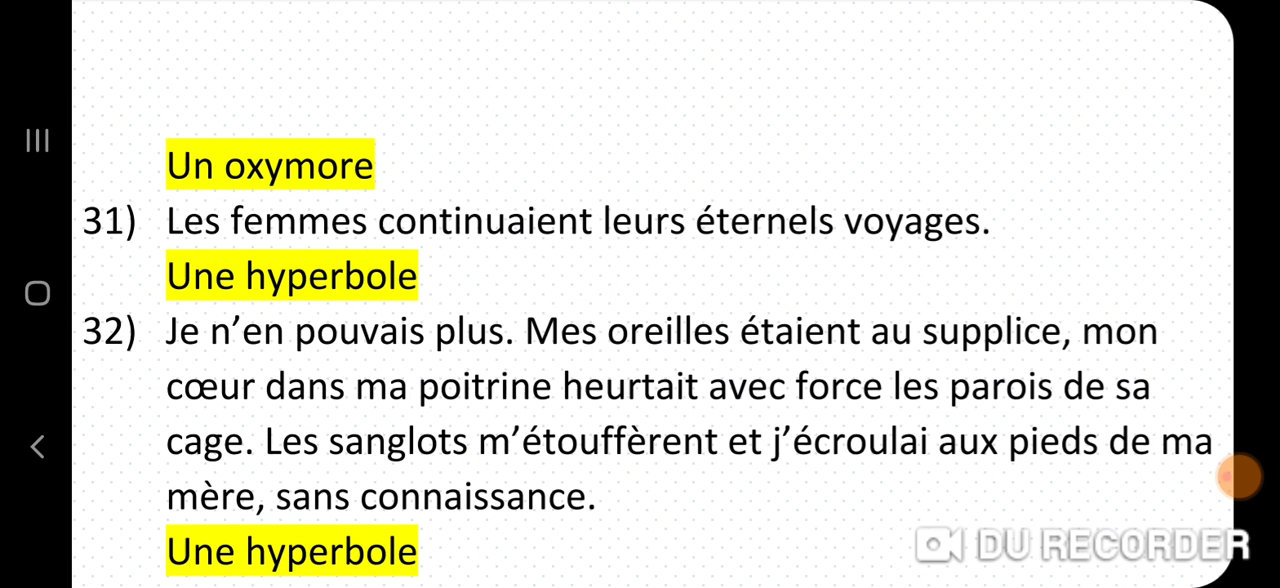 Un oxymore
31) Les femmes continuaient leurs éternels voyages.
Une hyperbole
32) Je n’en pouvais plus. Mes oreilles étaient au supplice, mon
cœur dans ma poitrine heurtait avec force les parois de sa
cage. Les sanglots m’étouffèrent et j’écroulai aux pieds de ma
mère, sans connaissance.
Une hyperbole
DU RECORDER